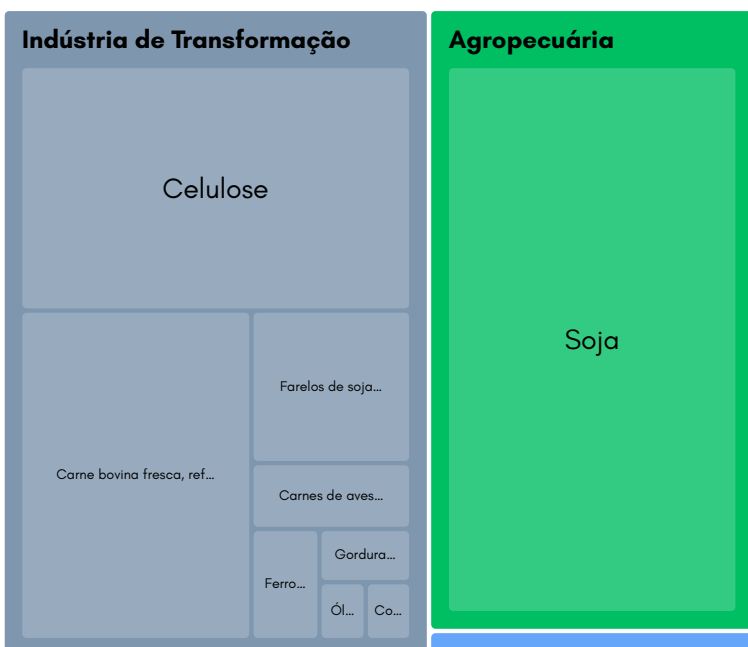 Indústria de Transformação
Celulose
Carne bovina fresca, ref...
Farelos de soja...
Carnes de aves...
Ferro...
Gordura...
Ól...
Co...
Agropecuária
Soja